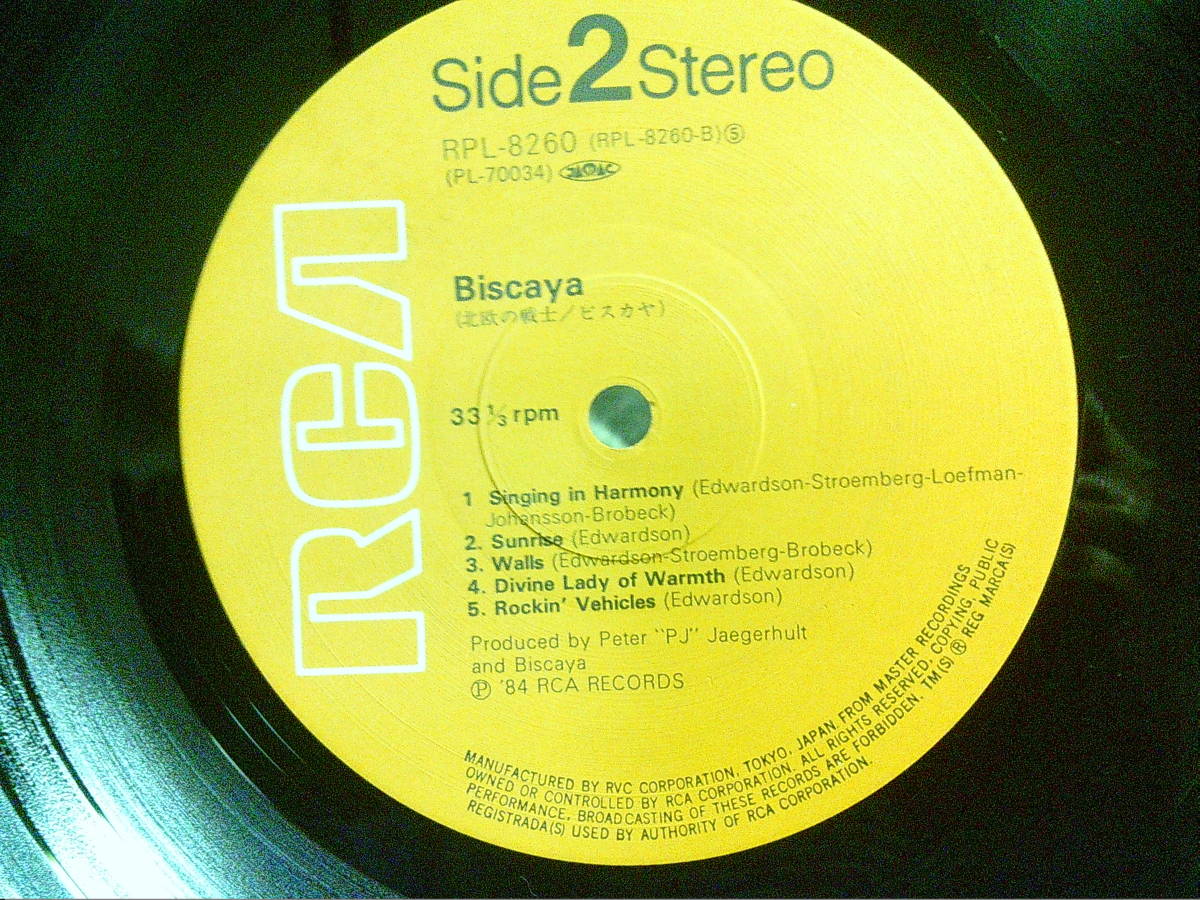 Side 2 Stereo
RPL-8260 (RPL-8260-B)⑤
(PL-70034) JASRAC
RCA
Biscaya
(北欧の戦士/ビスカヤ)
33⅓ rpm
1 Singing in Harmony (Edwardson-Stroemberg-Loefman-
Johansson-Brobeck)
2. Sunrise (Edwardson)
3. Walls (Edwardson-Stroemberg-Brobeck)
4. Divine Lady of Warmth (Edwardson)
5. Rockin' Vehicles (Edwardson)
Produced by Peter "PJ" Jaegerhult
and Biscaya
Ⓟ '84 RCA RECORDS
MANUFACTURED BY RVC CORPORATION, TOKYO, JAPAN, FROM MASTER RECORDINGS
OWNED OR CONTROLLED BY RCA CORPORATION. ALL RIGHTS RESERVED, COPYING, PUBLIC
PERFORMANCE, BROADCASTING OF THESE RECORDS ARE FORBIDDEN. TM(S) ® REG MARCA(S)
REGISTRADA(S) USED BY AUTHORITY OF RCA CORPORATION.